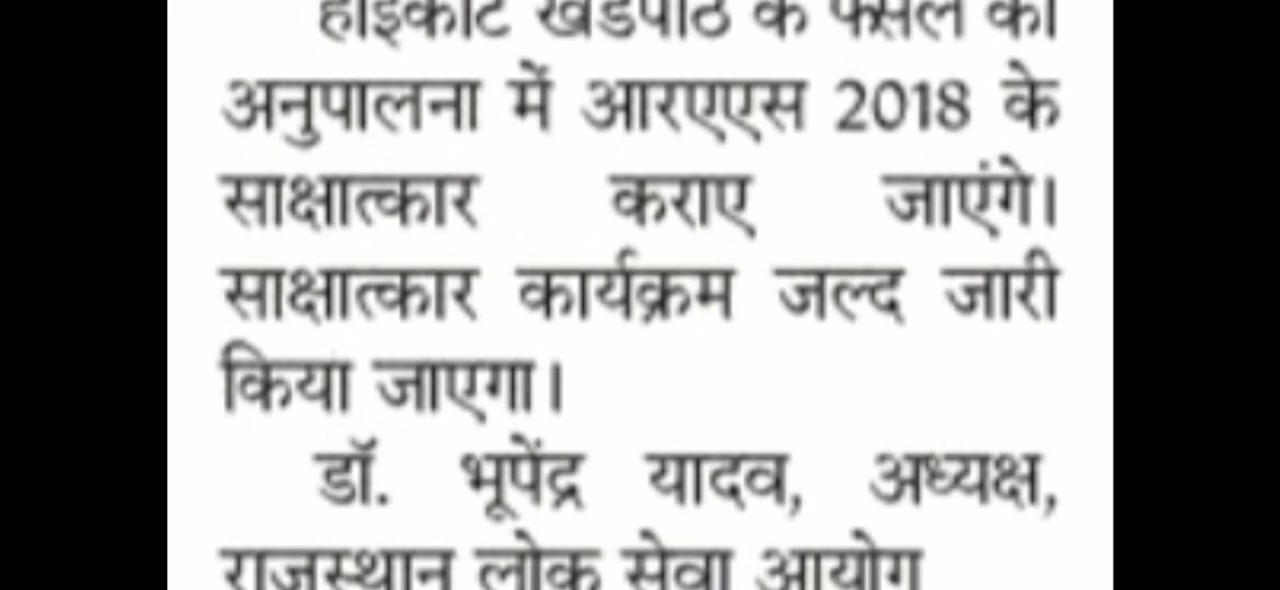 हाईकोर्ट खंडपीठ के फैसले की
अनुपालना में आरएएस 2018 के
साक्षात्कार कराए जाएंगे।
साक्षात्कार कार्यक्रम जल्द जारी
किया जाएगा।
डॉ. भूपेंद्र यादव, अध्यक्ष,
राजस्थान लोक सेवा आयोग